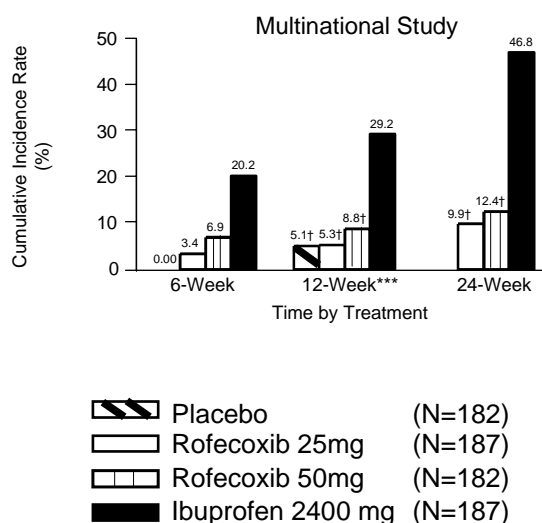 Multinational Study
Cumulative Incidence Rate
(%)
50
40
30
20
10
0
0.00
3.4
6.9
20.2
5.1†
5.3†
8.8†
29.2
9.9†
12.4†
46.8
6-Week
12-Week***
24-Week
Time by Treatment
Placebo (N=182)
Rofecoxib 25mg (N=187)
Rofecoxib 50mg (N=182)
Ibuprofen 2400 mg (N=187)